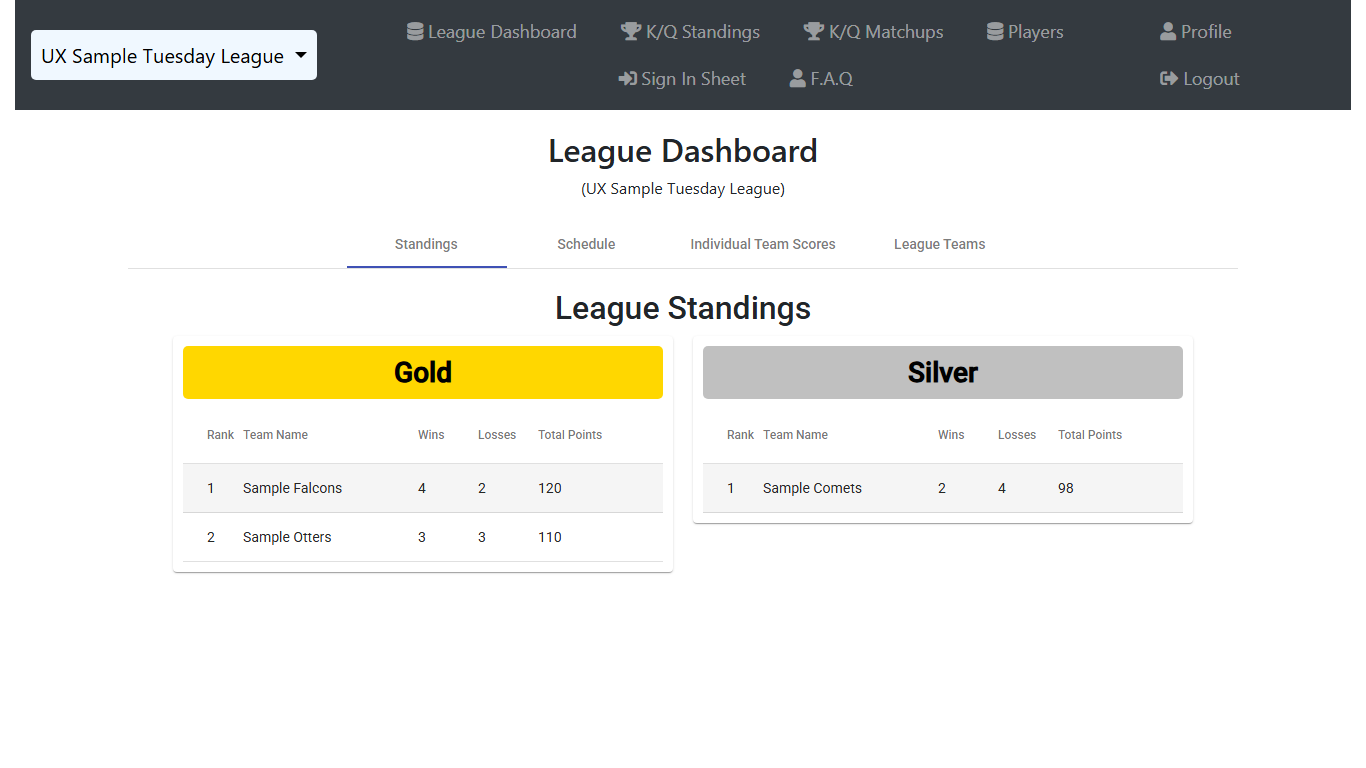 UX Sample Tuesday League
League Dashboard K/Q Standings K/Q Matchups Players Profile
Sign In Sheet F.A.Q Logout
League Dashboard
(UX Sample Tuesday League)
Standings Schedule Individual Team Scores League Teams
League Standings
Gold
Rank Team Name Wins Losses Total Points
1 Sample Falcons 4 2 120
2 Sample Otters 3 3 110
Silver
Rank Team Name Wins Losses Total Points
1 Sample Comets 2 4 98